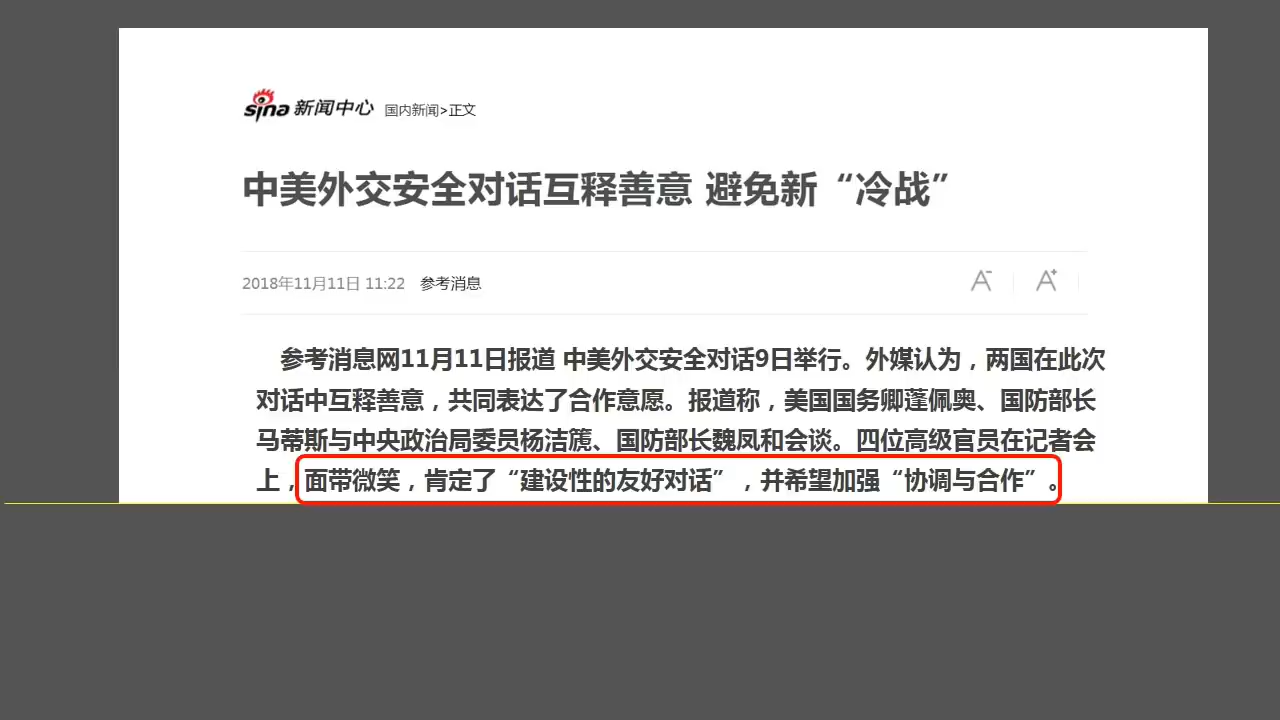 sina 新闻中心 国内新闻>正文
中美外交安全对话互释善意 避免新“冷战”
2018年11月11日 11:22 参考消息 A- A+
参考消息网11月11日报道 中美外交安全对话9日举行。外媒认为，两国在此次
对话中互释善意，共同表达了合作意愿。报道称，美国国务卿蓬佩奥、国防部长
马蒂斯与中央政治局委员杨洁篪、国防部长魏凤和会谈。四位高级官员在记者会
上，面带微笑，肯定了“建设性的友好对话”，并希望加强“协调与合作”。